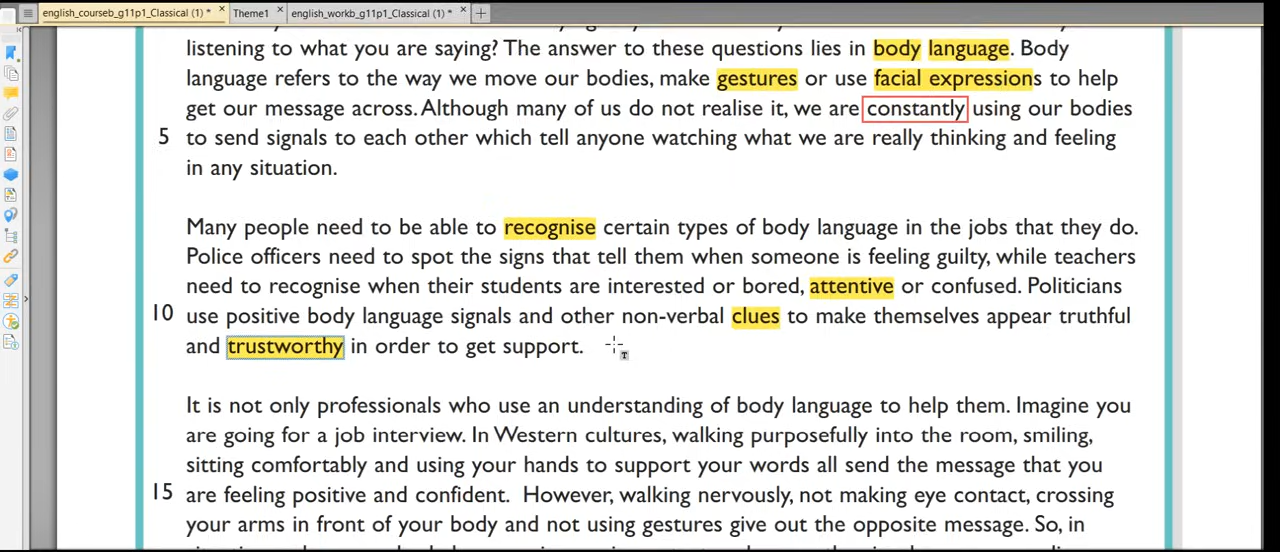 english_courseb_g11p1_Classical (1) *
Theme1
english_workb_g11p1_Classical (1) *
listening to what you are saying? The answer to these questions lies in body language. Body
language refers to the way we move our bodies, make gestures or use facial expressions to help
get our message across. Although many of us do not realise it, we are constantly using our bodies
5 to send signals to each other which tell anyone watching what we are really thinking and feeling
in any situation.
Many people need to be able to recognise certain types of body language in the jobs that they do.
Police officers need to spot the signs that tell them when someone is feeling guilty, while teachers
need to recognise when their students are interested or bored, attentive or confused. Politicians
10 use positive body language signals and other non-verbal clues to make themselves appear truthful
and trustworthy in order to get support.
It is not only professionals who use an understanding of body language to help them. Imagine you
are going for a job interview. In Western cultures, walking purposefully into the room, smiling,
sitting comfortably and using your hands to support your words all send the message that you
15 are feeling positive and confident. However, walking nervously, not making eye contact, crossing
your arms in front of your body and not using gestures give out the opposite message. So, in